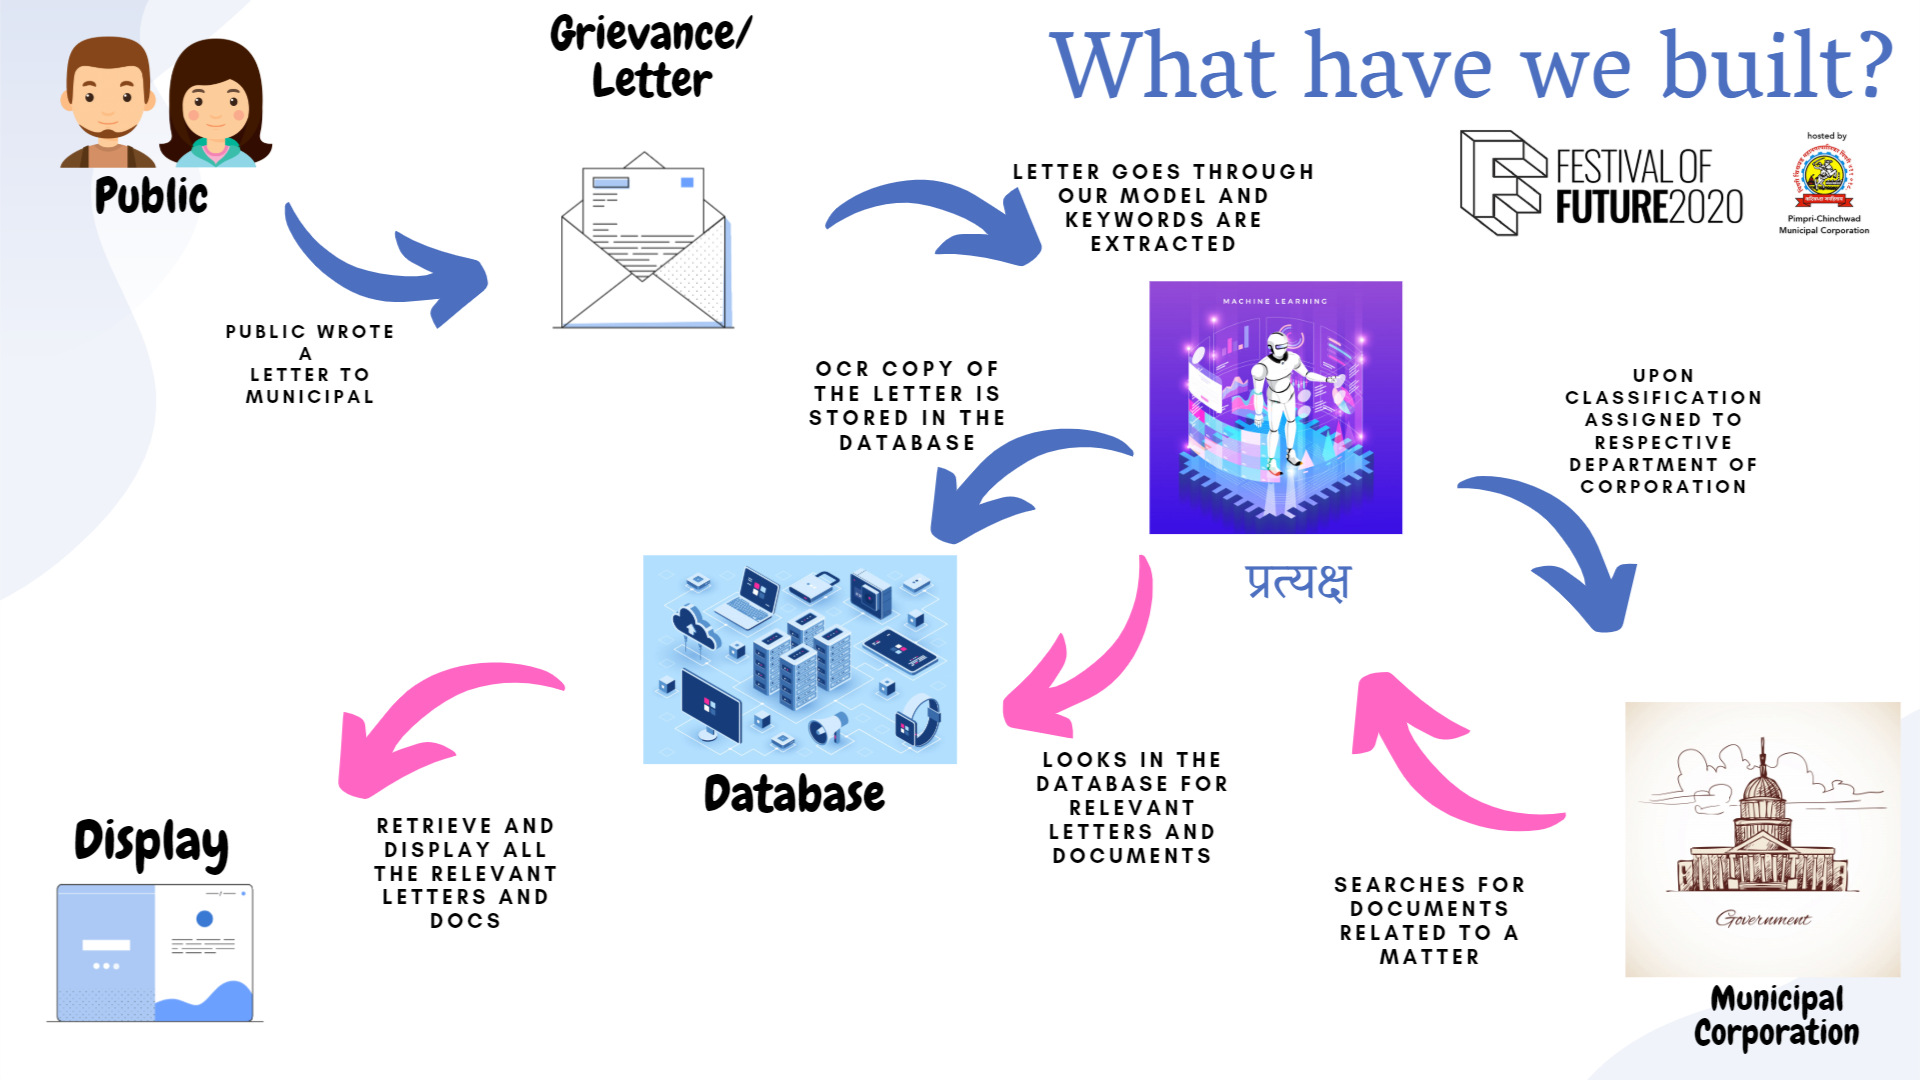 What have we built?
Grievance/
Letter
Public
FESTIVAL OF
FUTURE2020
hosted by
Pimpri-Chinchwad
Municipal Corporation
PUBLIC WROTE
A
LETTER TO
MUNICIPAL
LETTER GOES THROUGH
OUR MODEL AND
KEYWORDS ARE
EXTRACTED
MACHINE LEARNING
प्रत्यक्ष
OCR COPY OF
THE LETTER IS
STORED IN THE
DATABASE
UPON
CLASSIFICATION
ASSIGNED TO
RESPECTIVE
DEPARTMENT OF
CORPORATION
Database
LOOKS IN THE
DATABASE FOR
RELEVANT
LETTERS AND
DOCUMENTS
SEARCHES FOR
DOCUMENTS
RELATED TO A
MATTER
Government
Municipal
Corporation
RETRIEVE AND
DISPLAY ALL
THE RELEVANT
LETTERS AND
DOCS
Display